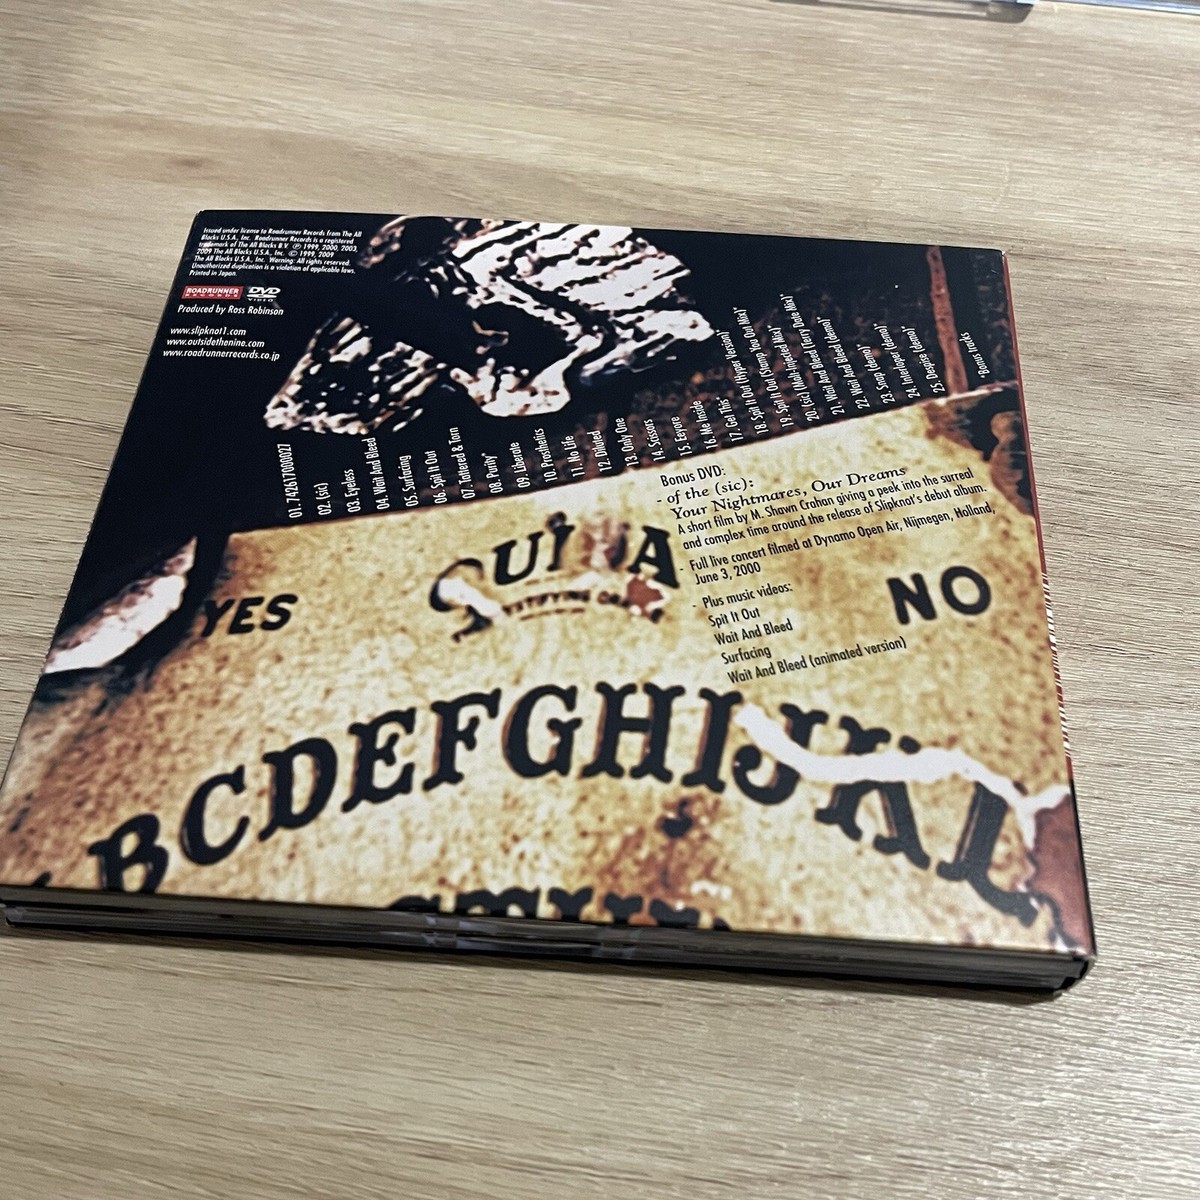 Issued under license to Roadrunner Records from The All
Blacks U.S.A., Inc. Roadrunner Records is a registered
trademark of The All Blacks B.V. ℗ 1999, 2000, 2003,
2009 The All Blacks U.S.A., Inc. © 1999, 2009
The All Blacks U.S.A., Inc. Warning: All rights reserved.
Unauthorized duplication is a violation of applicable laws.
Printed in Japan.
ROADRUNNER
RECORDS
DVD
VIDEO
Produced by Ross Robinson
www.slipknot1.com
www.outsidethenine.com
www.roadrunnerrecords.co.jp
01. 742617000027
02. (sic)
03. Eyeless
04. Wait And Bleed
05. Surfacing
06. Spit It Out
07. Tattered & Torn
08. Purity*
09. Liberate
10. Prosthetics
11. No Life
12. Diluted
13. Only One
14. Scissors
15. Eeyore
16. Me Inside
17. Get This*
18. Spit It Out (Hyper Version)*
19. Spit It Out (Stamp You Out Mix)*
20. (sic) (Molt-Injected Mix)*
21. Wait And Bleed (Terry Date Mix)*
22. Wait And Bleed (demo)*
23. Snap (demo)*
24. Interloper (demo)*
25. Despise (demo)*
*Bonus tracks
Bonus DVD:
- of the (sic):
Your Nightmares, Our Dreams
A short film by M. Shawn Crahan giving a peek into the surreal
and complex time around the release of Slipknot's debut album.
- Full live concert filmed at Dynamo Open Air, Nijmegen, Holland,
June 3, 2000
- Plus music videos:
Spit It Out
Wait And Bleed
Surfacing
Wait And Bleed (animated version)
OUIJA
YES
NO
BCDEFGHIJKL